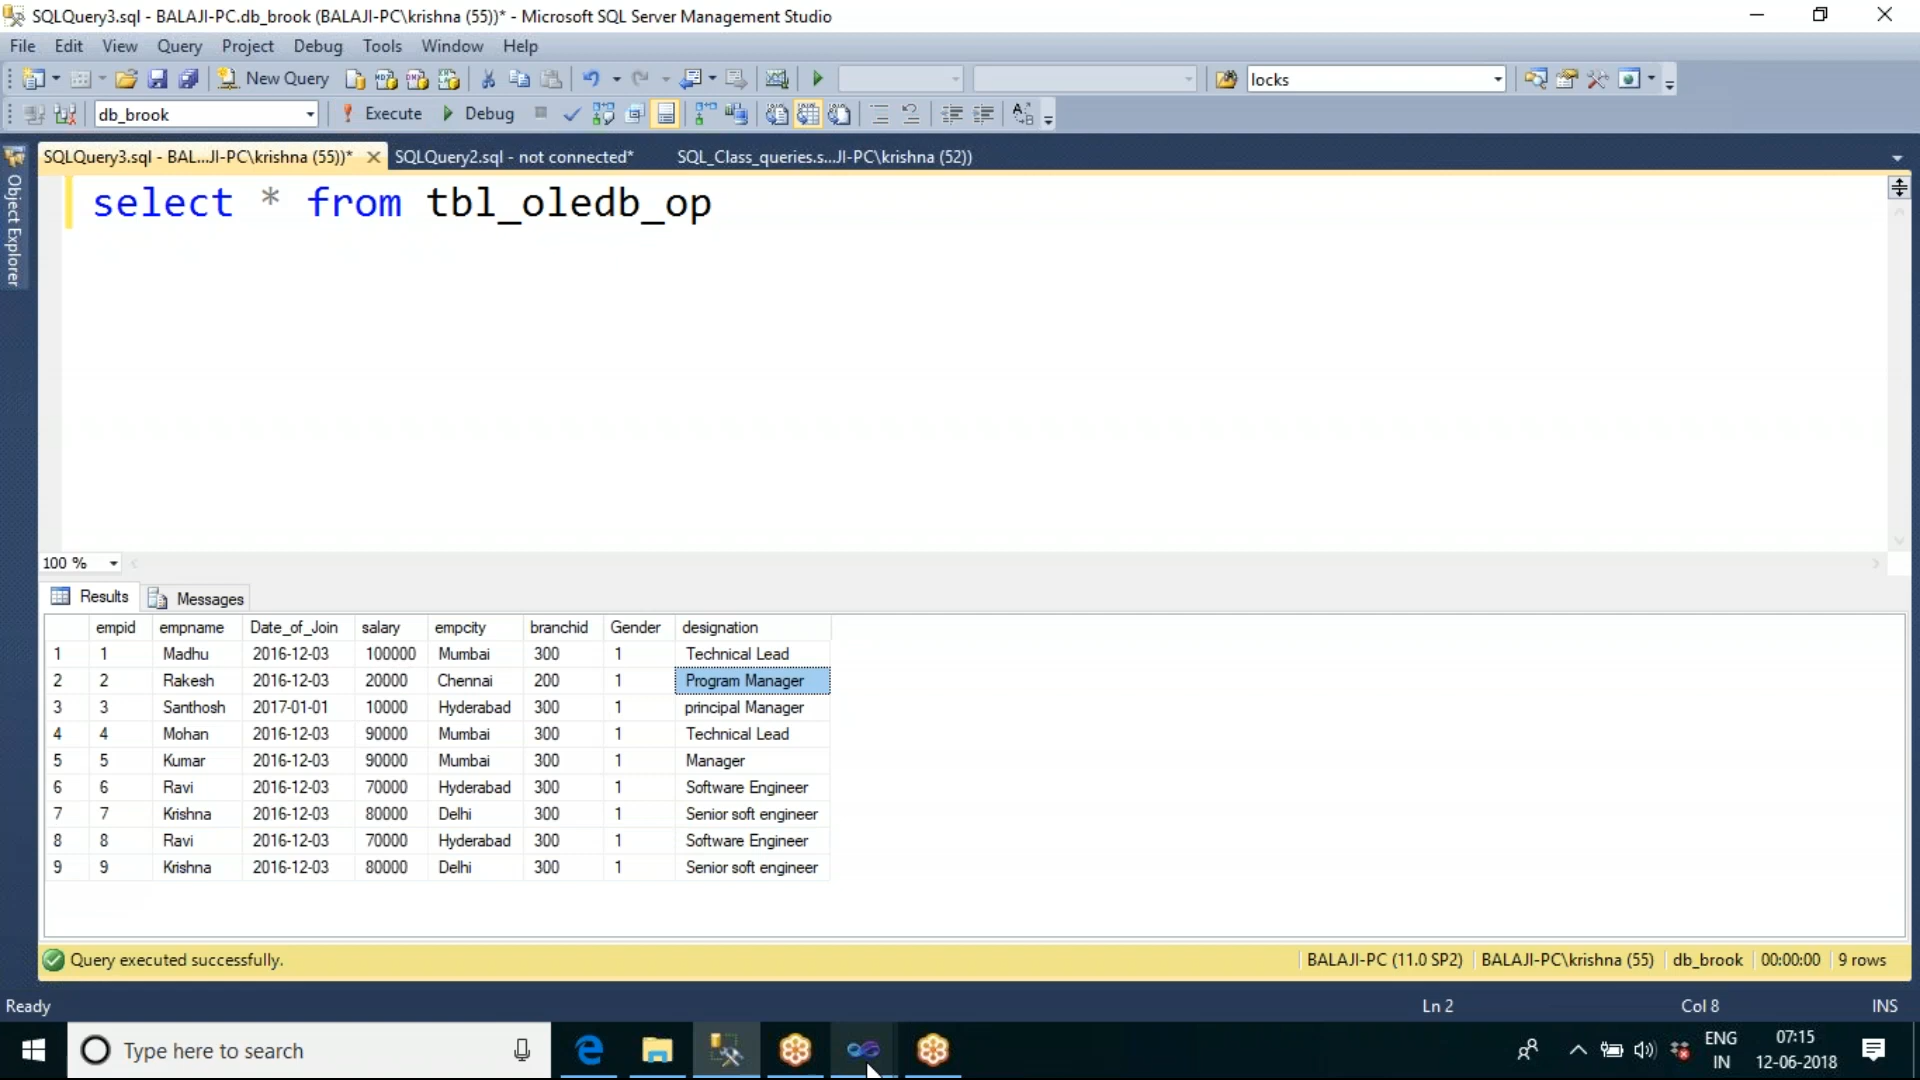 SQLQuery3.sql - BALAJI-PC.db_brook (BALAJI-PC\krishna (55))* - Microsoft SQL Server Management Studio
File Edit View Query Project Debug Tools Window Help
New Query locks
db_brook Execute Debug
SQLQuery3.sql - BAL...JI-PC\krishna (55))* SQLQuery2.sql - not connected* SQL_Class_queries.s...JI-PC\krishna (52))
Object Explorer
select * from tbl_oledb_op
100 %
Results Messages
empid empname Date_of_Join salary empcity branchid Gender designation
1 1 Madhu 2016-12-03 100000 Mumbai 300 1 Technical Lead
2 2 Rakesh 2016-12-03 20000 Chennai 200 1 Program Manager
3 3 Santhosh 2017-01-01 10000 Hyderabad 300 1 principal Manager
4 4 Mohan 2016-12-03 90000 Mumbai 300 1 Technical Lead
5 5 Kumar 2016-12-03 90000 Mumbai 300 1 Manager
6 6 Ravi 2016-12-03 70000 Hyderabad 300 1 Software Engineer
7 7 Krishna 2016-12-03 80000 Delhi 300 1 Senior soft engineer
8 8 Ravi 2016-12-03 70000 Hyderabad 300 1 Software Engineer
9 9 Krishna 2016-12-03 80000 Delhi 300 1 Senior soft engineer
Query executed successfully. BALAJI-PC (11.0 SP2) BALAJI-PC\krishna (55) db_brook 00:00:00 9 rows
Ready Ln 2 Col 8 INS
Type here to search
ENG 07:15
IN 12-06-2018